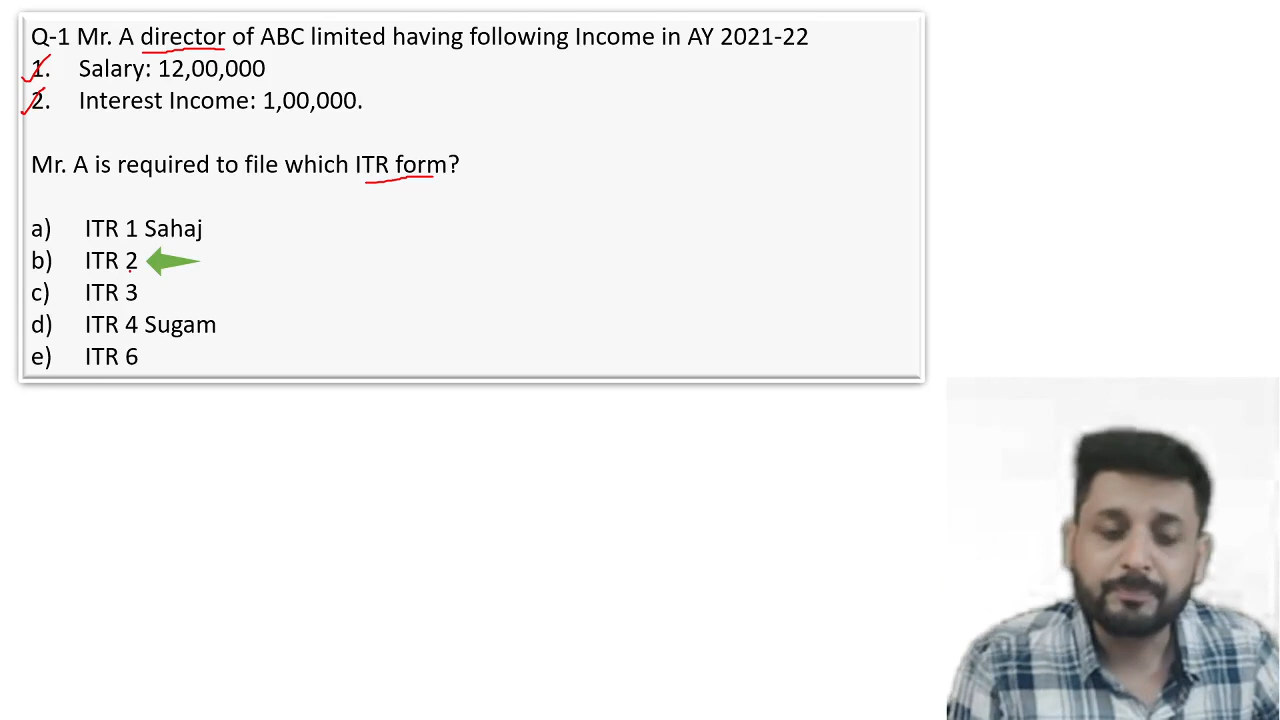 Q-1 Mr. A director of ABC limited having following Income in AY 2021-22
1. Salary: 12,00,000
2. Interest Income: 1,00,000.
Mr. A is required to file which ITR form?
a) ITR 1 Sahaj
b) ITR 2
c) ITR 3
d) ITR 4 Sugam
e) ITR 6